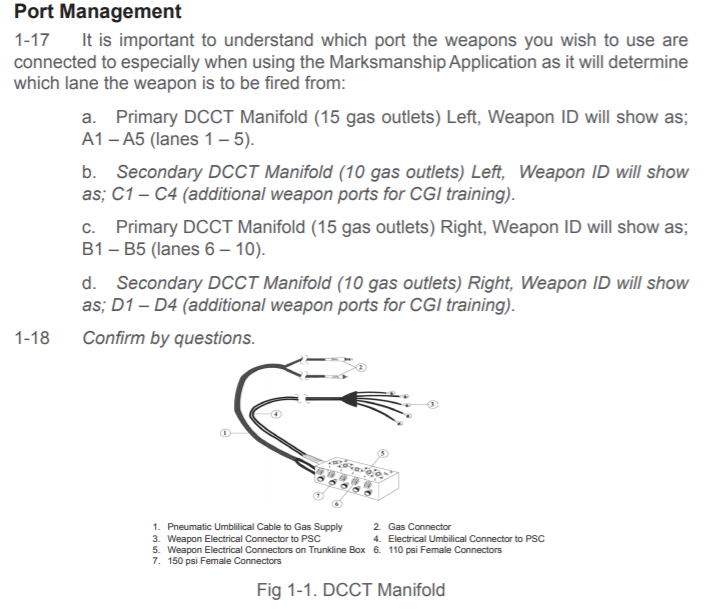 Port Management
1-17 It is important to understand which port the weapons you wish to use are
connected to especially when using the Marksmanship Application as it will determine
which lane the weapon is to be fired from:
a. Primary DCCT Manifold (15 gas outlets) Left, Weapon ID will show as;
A1 – A5 (lanes 1 – 5).
b. Secondary DCCT Manifold (10 gas outlets) Left, Weapon ID will show
as; C1 – C4 (additional weapon ports for CGI training).
c. Primary DCCT Manifold (15 gas outlets) Right, Weapon ID will show as;
B1 – B5 (lanes 6 – 10).
d. Secondary DCCT Manifold (10 gas outlets) Right, Weapon ID will show
as; D1 – D4 (additional weapon ports for CGI training).
1-18 Confirm by questions.
2
3
4
1
5
7
6
1. Pneumatic Umblilical Cable to Gas Supply 2. Gas Connector
3. Weapon Electrical Connector to PSC 4. Electrical Umbilical Connector to PSC
5. Weapon Electrical Connectors on Trunkline Box 6. 110 psi Female Connectors
7. 150 psi Female Connectors
Fig 1-1. DCCT Manifold